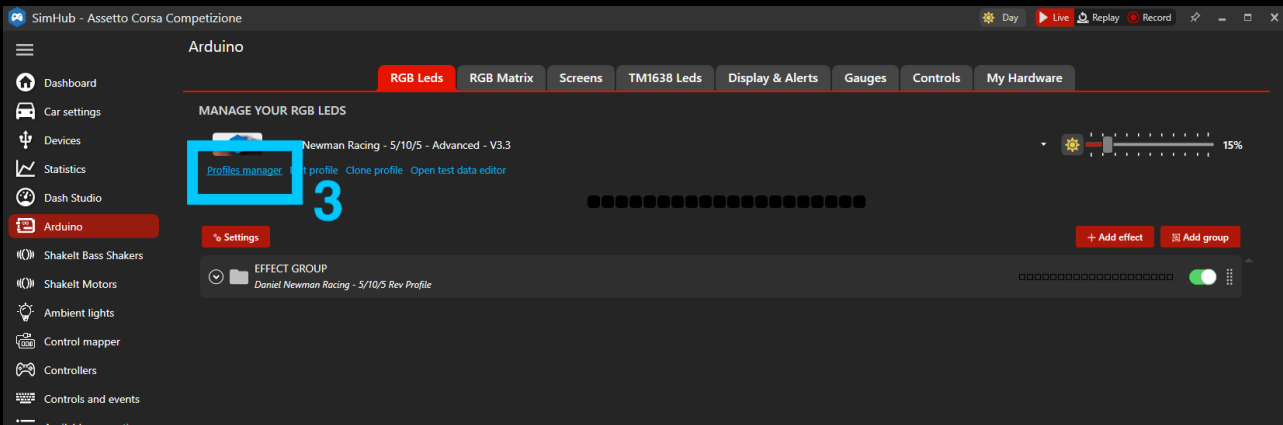 SimHub - Assetto Corsa Competizione
Day
Live
Replay
Record
Arduino
Dashboard
Car settings
Devices
Statistics
Dash Studio
Arduino
ShakeIt Bass Shakers
ShakeIt Motors
Ambient lights
Control mapper
Controllers
Controls and events
RGB Leds
RGB Matrix
Screens
TM1638 Leds
Display & Alerts
Gauges
Controls
My Hardware
MANAGE YOUR RGB LEDS
Newman Racing - 5/10/5 - Advanced - V3.3
15%
Profiles manager
profile
Clone profile
Open test data editor
3
Settings
+ Add effect
Add group
EFFECT GROUP
Daniel Newman Racing - 5/10/5 Rev Profile